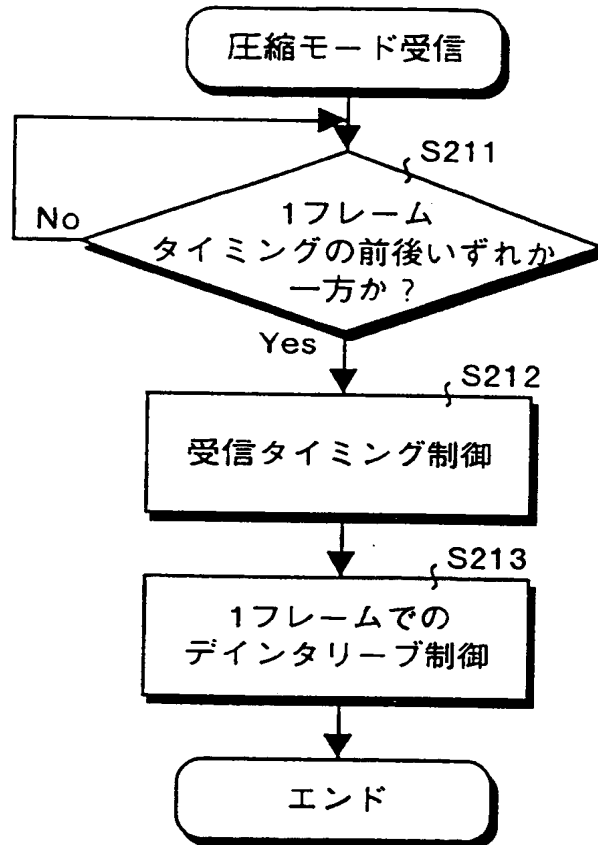 圧縮モード受信
S211
1フレーム
タイミングの前後いずれか
一方か?
No
Yes
S212
受信タイミング制御
S213
1フレームでの
デインタリーブ制御
エンド